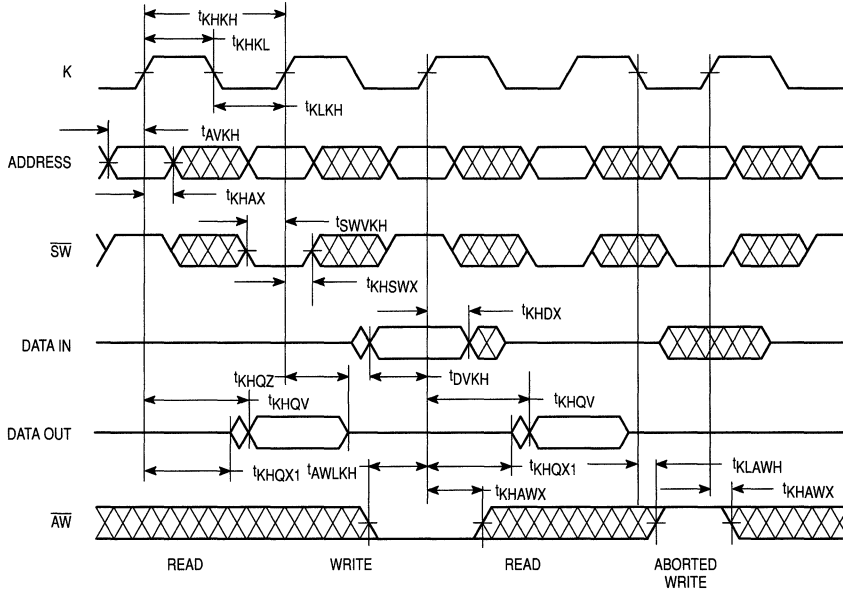 tKHKH
tKHKL
K
tKLKH
tAVKH
ADDRESS
tKHAX
tSWVKH
SW
tKHSWX
tKHDX
DATA IN
tKHQZ
tDVKH
tKHQV
tKHQV
DATA OUT
tKHQX1
tAWLKH
tKHQX1
tKLAWH
tKHAWX
tKHAWX
AW
READ
WRITE
READ
ABORTED
WRITE